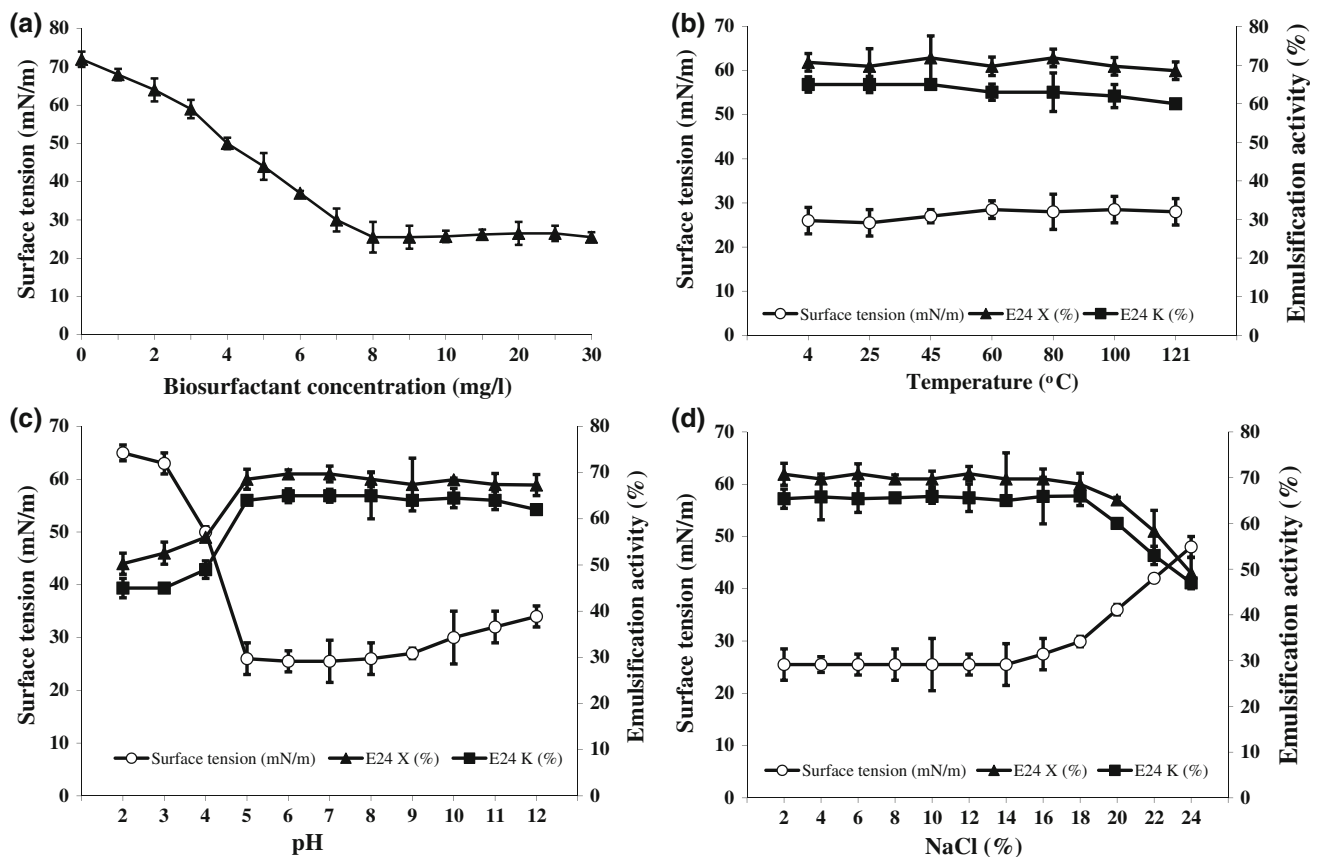 (a)
80
70
60
50
40
30
20
10
0
Surface tension (mN/m)
0 2 4 6 8 10 20 30
Biosurfactant concentration (mg/l)
(b)
70
60
50
40
30
20
10
0
Surface tension (mN/m)
80
70
60
50
40
30
20
10
0
Emulsification activity (%)
Surface tension (mN/m) E24 X (%) E24 K (%)
4 25 45 60 80 100 121
Temperature (°C)
(c)
70
60
50
40
30
20
10
0
Surface tension (mN/m)
80
70
60
50
40
30
20
10
0
Emulsification activity (%)
Surface tension (mN/m) E24 X (%) E24 K (%)
2 3 4 5 6 7 8 9 10 11 12
pH
(d)
70
60
50
40
30
20
10
0
Surface tension (mN/m)
80
70
60
50
40
30
20
10
0
Emulsification activity (%)
Surface tension (mN/m) E24 X (%) E24 K (%)
2 4 6 8 10 12 14 16 18 20 22 24
NaCl (%)